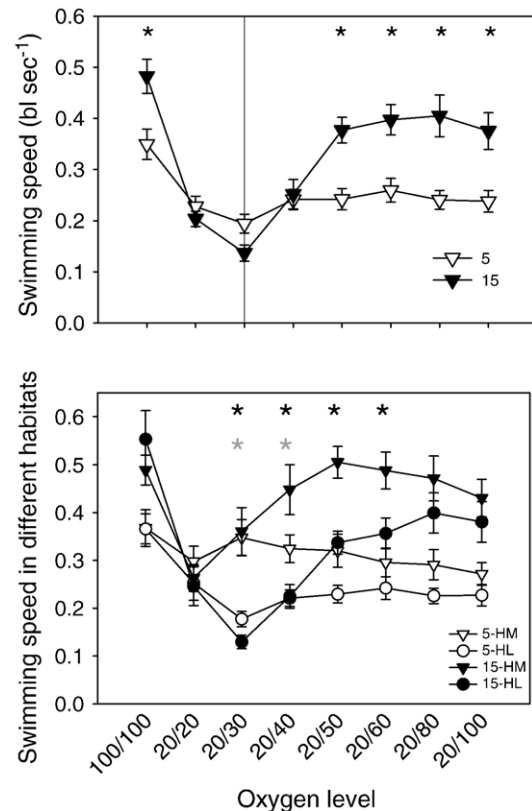 Swimming speed (bl sec⁻¹)
0.6
0.5
0.4
0.3
0.2
0.1
0.0
* * * * *
5
15
Swimming speed in different habitats
0.6
0.5
0.4
0.3
0.2
0.1
0.0
* * * *
* *
5-HM
5-HL
15-HM
15-HL
100/100
20/20
20/30
20/40
20/50
20/60
20/80
20/100
Oxygen level